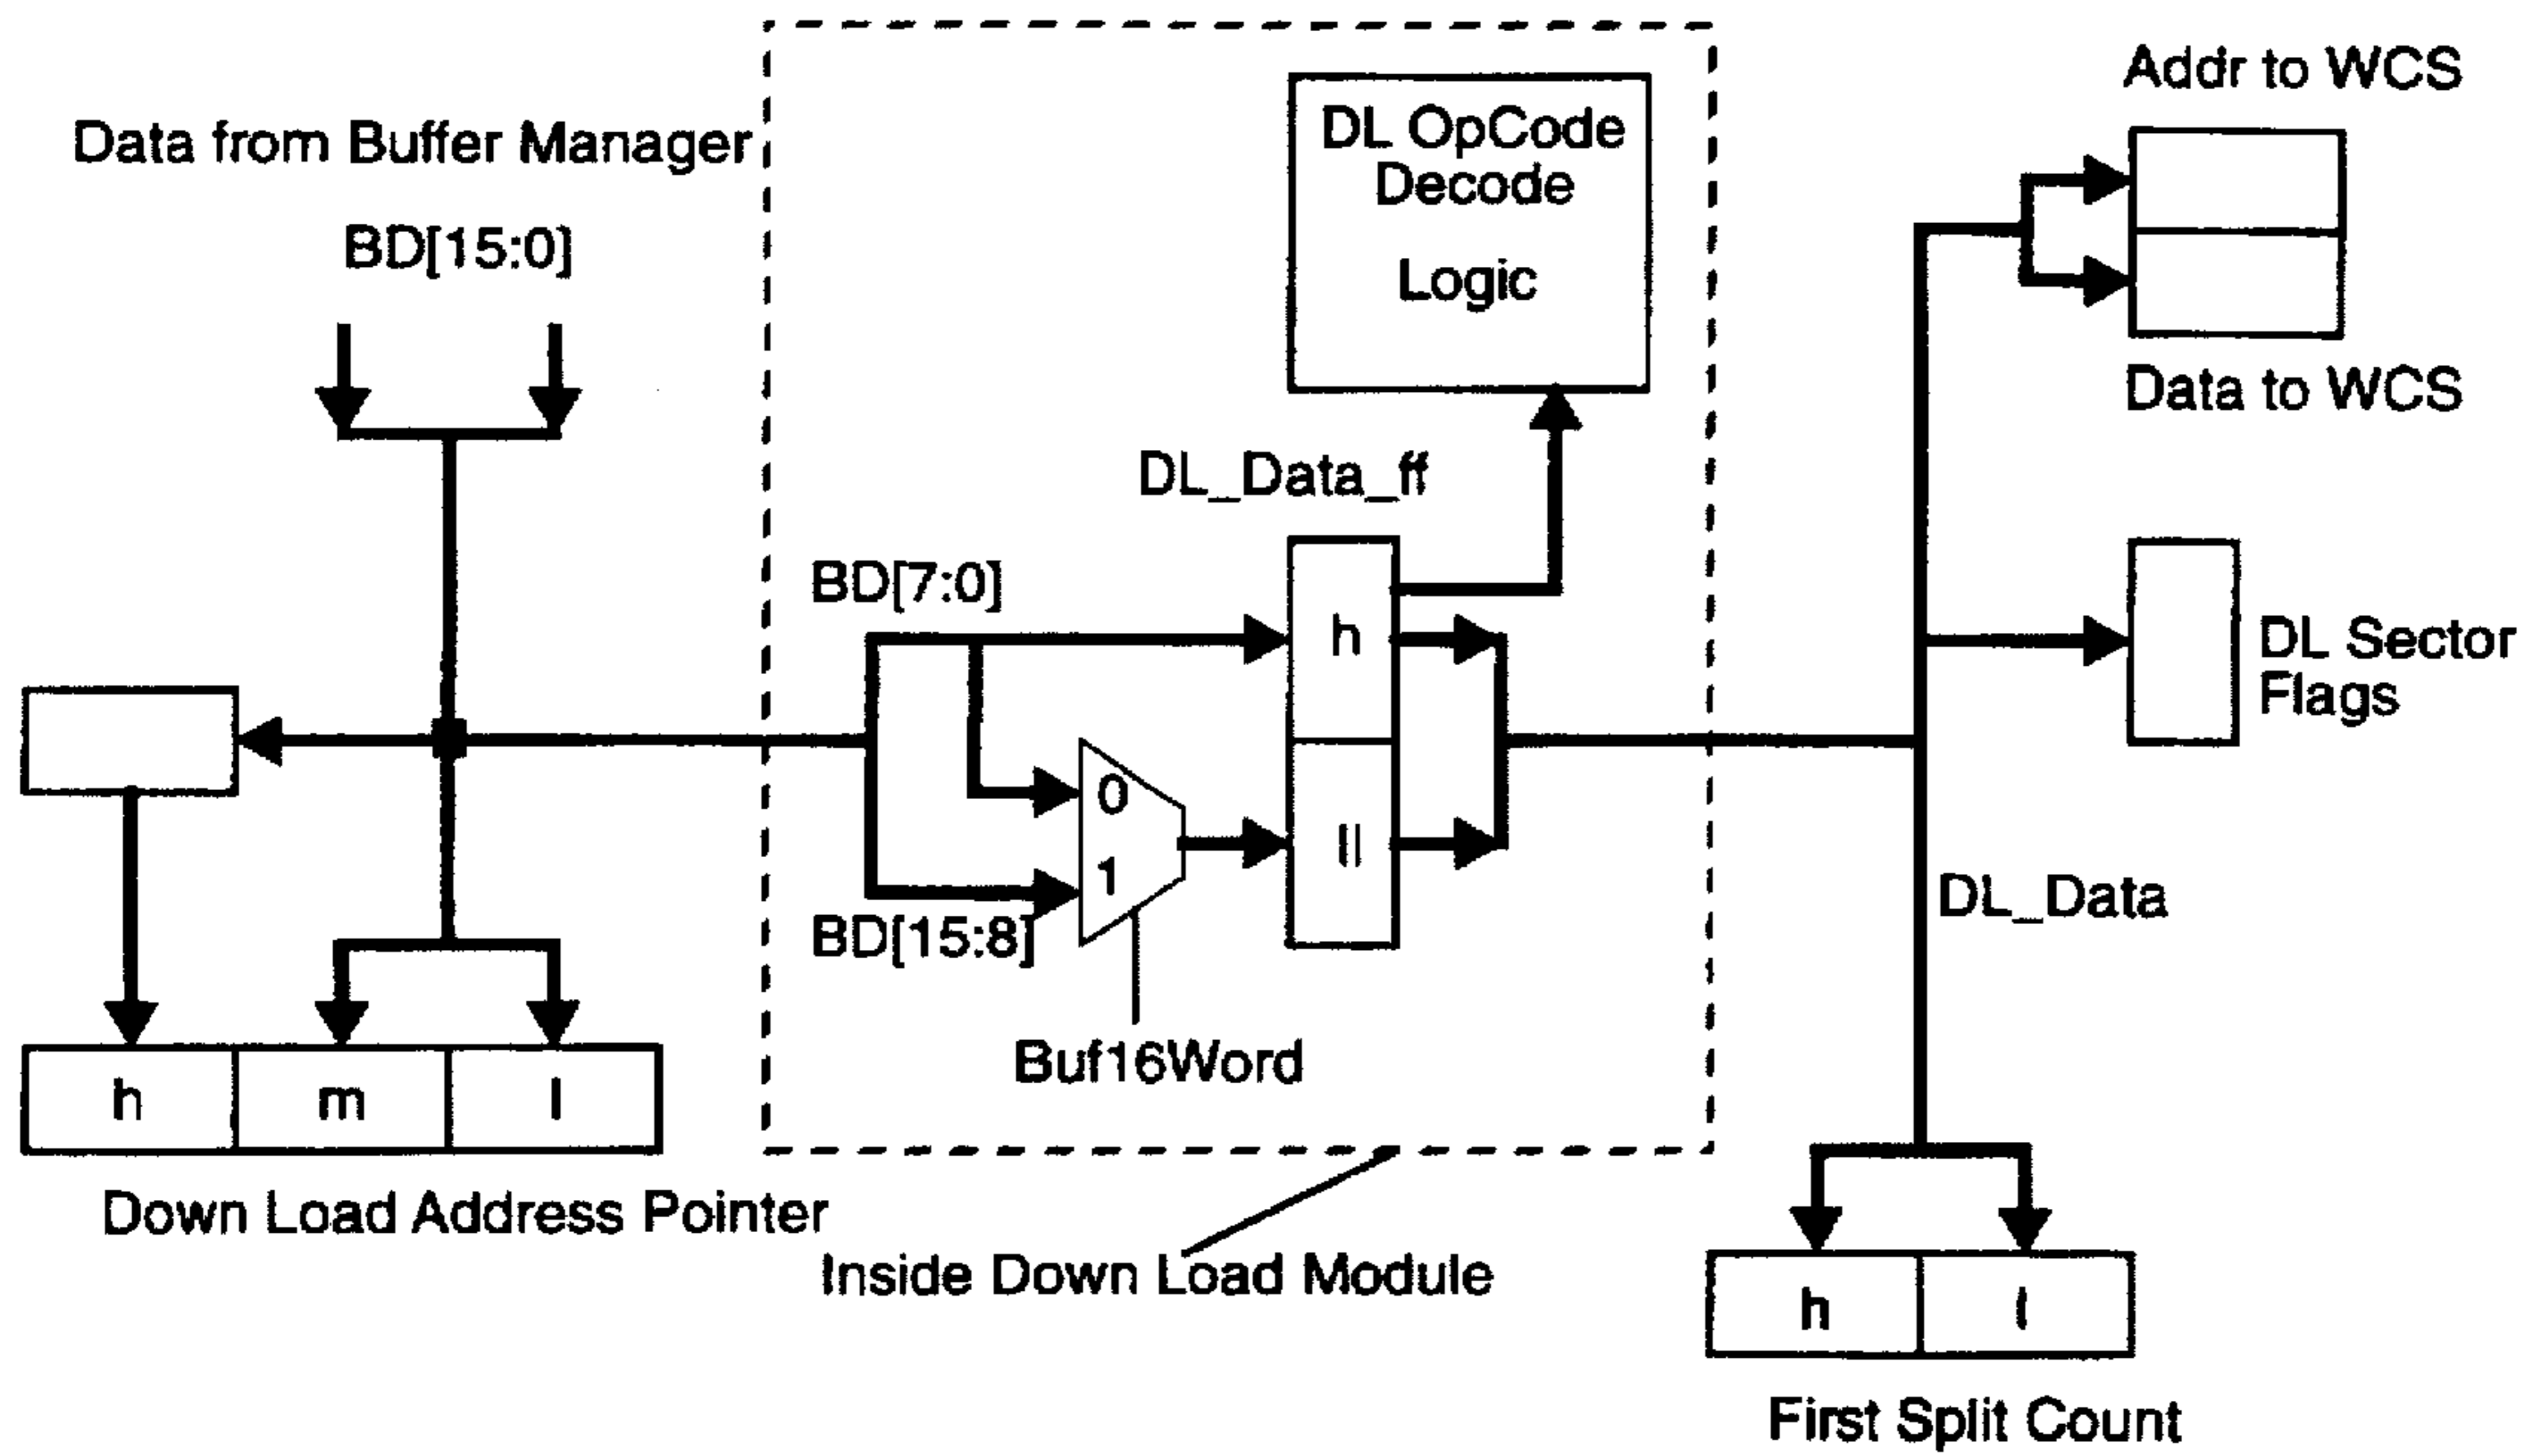 Addr to WCS
Data from Buffer Manager
DL OpCode
Decode
Logic
BD[15:0]
Data to WCS
DL_Data_ff
BD[7:0]
h
DL Sector
Flags
0
1
ll
DL_Data
BD[15:8]
Buf16Word
h m l
Down Load Address Pointer
Inside Down Load Module
h l
First Split Count